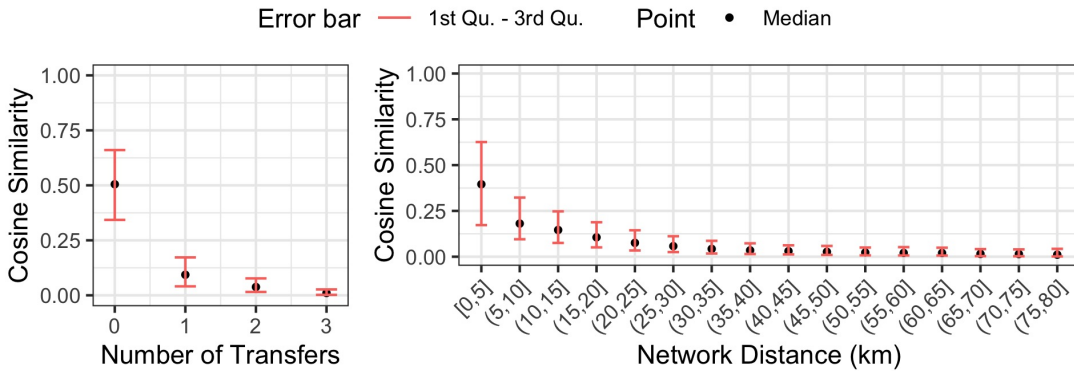 Error bar 1st Qu. - 3rd Qu. Point Median
Cosine Similarity
1.00
0.75
0.50
0.25
0.00
0 1 2 3
Number of Transfers
Cosine Similarity
1.00
0.75
0.50
0.25
0.00
[0,5] (5,10] (10,15] (15,20] (20,25] (25,30] (30,35] (35,40] (40,45] (45,50] (50,55] (55,60] (60,65] (65,70] (70,75] (75,80]
Network Distance (km)